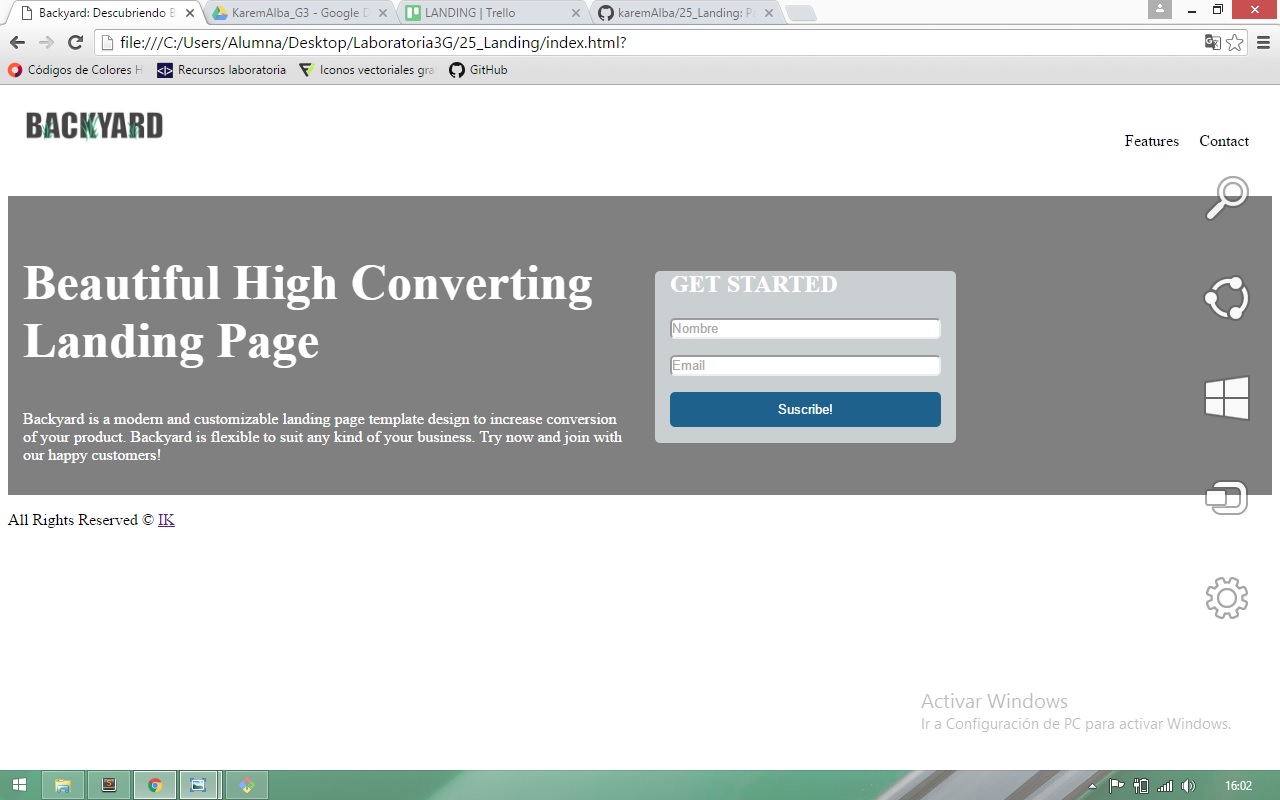 Backyard: Descubriendo B
KaremAlba_G3 - Google D
LANDING | Trello
karemAlba/25_Landing: P
file:///C:/Users/Alumna/Desktop/Laboratoria3G/25_Landing/index.html?
Códigos de Colores H
Recursos laboratoria
Iconos vectoriales gra
GitHub
BACKYARD
Features
Contact
Beautiful High Converting
Landing Page
Backyard is a modern and customizable landing page template design to increase conversion
of your product. Backyard is flexible to suit any kind of your business. Try now and join with
our happy customers!
GET STARTED
Nombre
Email
Suscribe!
All Rights Reserved © IK
Activar Windows
Ir a Configuración de PC para activar Windows.
16:02